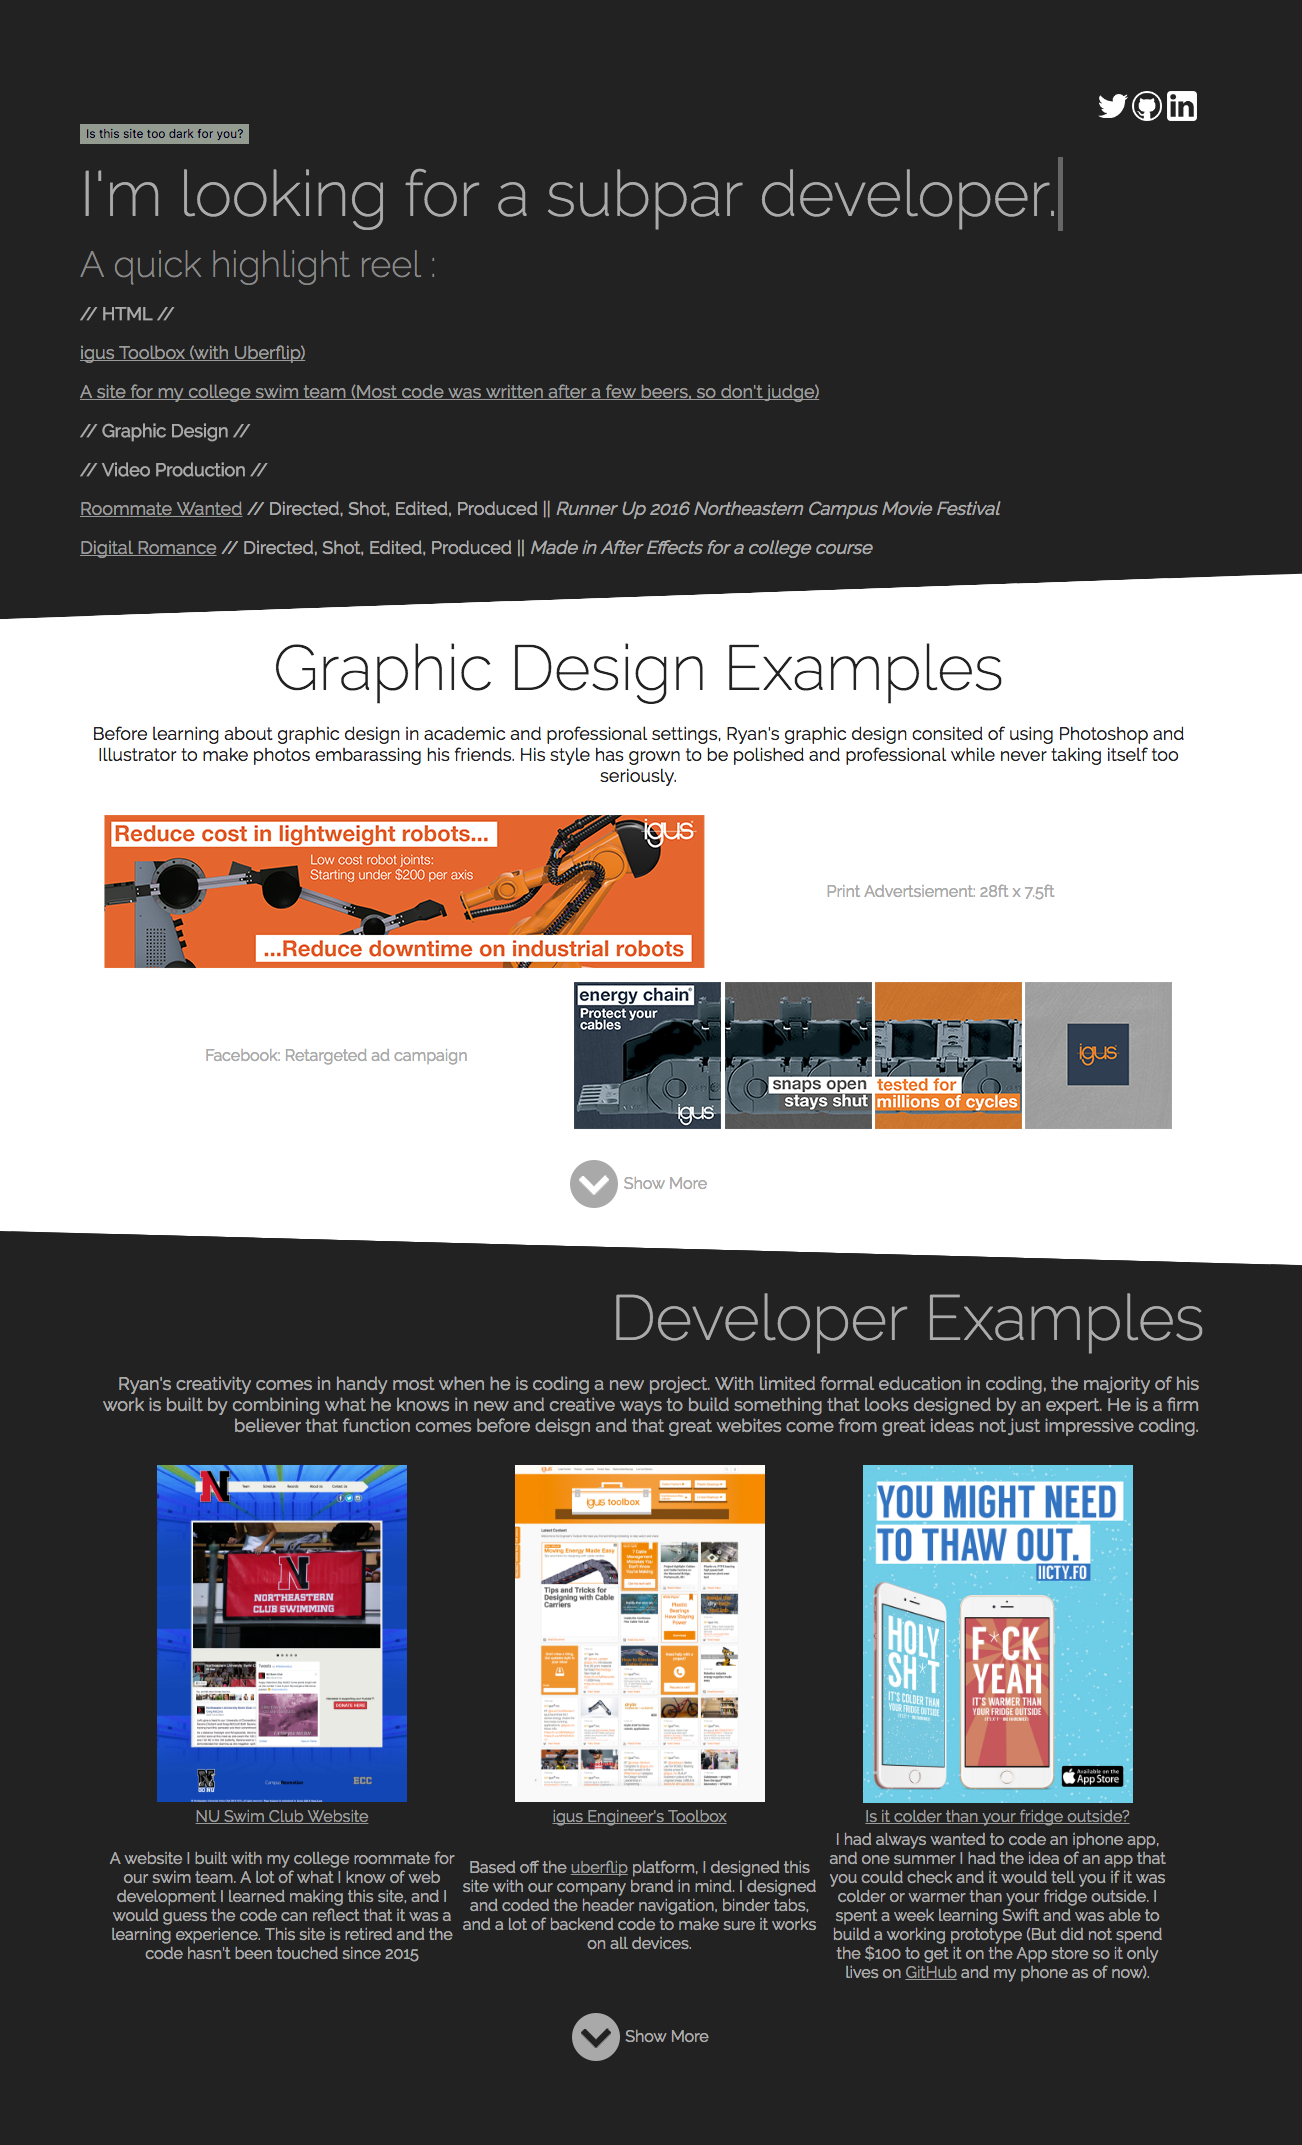 Is this site too dark for you?
I'm looking for a subpar developer.
A quick highlight reel :
// HTML //
igus Toolbox (with Uberflip)
A site for my college swim team (Most code was written after a few beers, so don't judge)
// Graphic Design //
// Video Production //
Roommate Wanted // Directed, Shot, Edited, Produced || Runner Up 2016 Northeastern Campus Movie Festival
Digital Romance // Directed, Shot, Edited, Produced || Made in After Effects for a college course
Graphic Design Examples
Before learning about graphic design in academic and professional settings, Ryan's graphic design consited of using Photoshop and
Illustrator to make photos embarassing his friends. His style has grown to be polished and professional while never taking itself too
seriously.
Reduce cost in lightweight robots...
igus
Low cost robot joints:
Starting under $200 per axis
...Reduce downtime on industrial robots
Print Advertsiement: 28ft x 7.5ft
Facebook: Retargeted ad campaign
energy chain®
Protect your
cables
igus
snaps open
stays shut
tested for
millions of cycles
igus
Show More
Developer Examples
Ryan's creativity comes in handy most when he is coding a new project. With limited formal education in coding, the majority of his
work is built by combining what he knows in new and creative ways to build something that looks designed by an expert. He is a firm
believer that function comes before deisgn and that great webites come from great ideas not just impressive coding.
N
NORTHEASTERN
CLUB SWIMMING
DONATE HERE
ECC
NU Swim Club Website
A website I built with my college roommate for
our swim team. A lot of what I know of web
development I learned making this site, and I
would guess the code can reflect that it was a
learning experience. This site is retired and the
code hasn't been touched since 2015
igus
igus toolbox
Latest Content
Moving Energy Made Easy
Tips and Tricks for
Designing with Cable
Carriers
igus Engineer's Toolbox
Based off the uberflip platform, I designed this
site with our company brand in mind. I designed
and coded the header navigation, binder tabs,
and a lot of backend code to make sure it works
on all devices.
YOU MIGHT NEED
TO THAW OUT.
IICTY.FO
HOLY
SH*T
IT'S COLDER THAN
YOUR FRIDGE OUTSIDE
F*CK
YEAH
IT'S WARMER THAN
YOUR FRIDGE OUTSIDE
Available on the
App Store
Is it colder than your fridge outside?
I had always wanted to code an iphone app,
and one summer I had the idea of an app that
you could check and it would tell you if it was
colder or warmer than your fridge outside. I
spent a week learning Swift and was able to
build a working prototype (But did not spend
the $100 to get it on the App store so it only
lives on GitHub and my phone as of now).
Show More